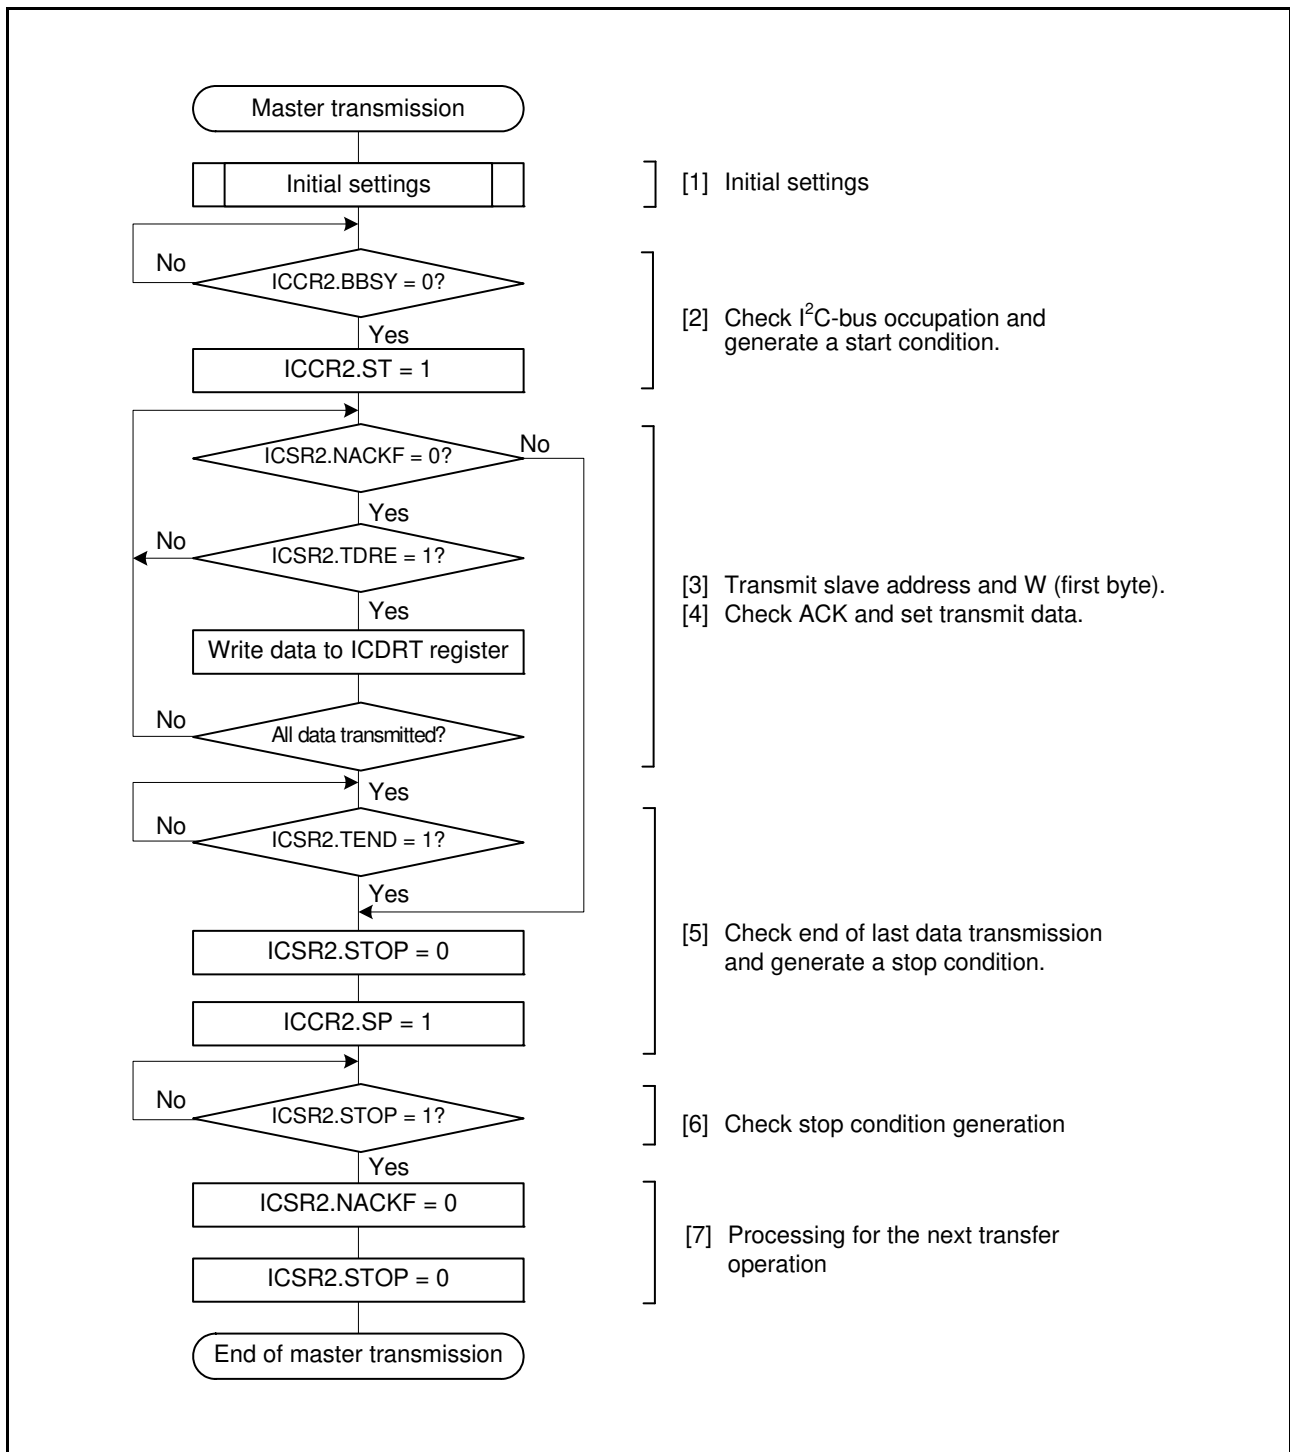 Master transmission
Initial settings
[1] Initial settings
No
ICCR2.BBSY = 0?
Yes
[2] Check I²C-bus occupation and
generate a start condition.
ICCR2.ST = 1
No
ICSR2.NACKF = 0?
Yes
No
ICSR2.TDRE = 1?
Yes
[3] Transmit slave address and W (first byte).
[4] Check ACK and set transmit data.
Write data to ICDRT register
No
All data transmitted?
Yes
No
ICSR2.TEND = 1?
Yes
[5] Check end of last data transmission
and generate a stop condition.
ICSR2.STOP = 0
ICCR2.SP = 1
No
ICSR2.STOP = 1?
[6] Check stop condition generation
Yes
ICSR2.NACKF = 0
[7] Processing for the next transfer
operation
ICSR2.STOP = 0
End of master transmission